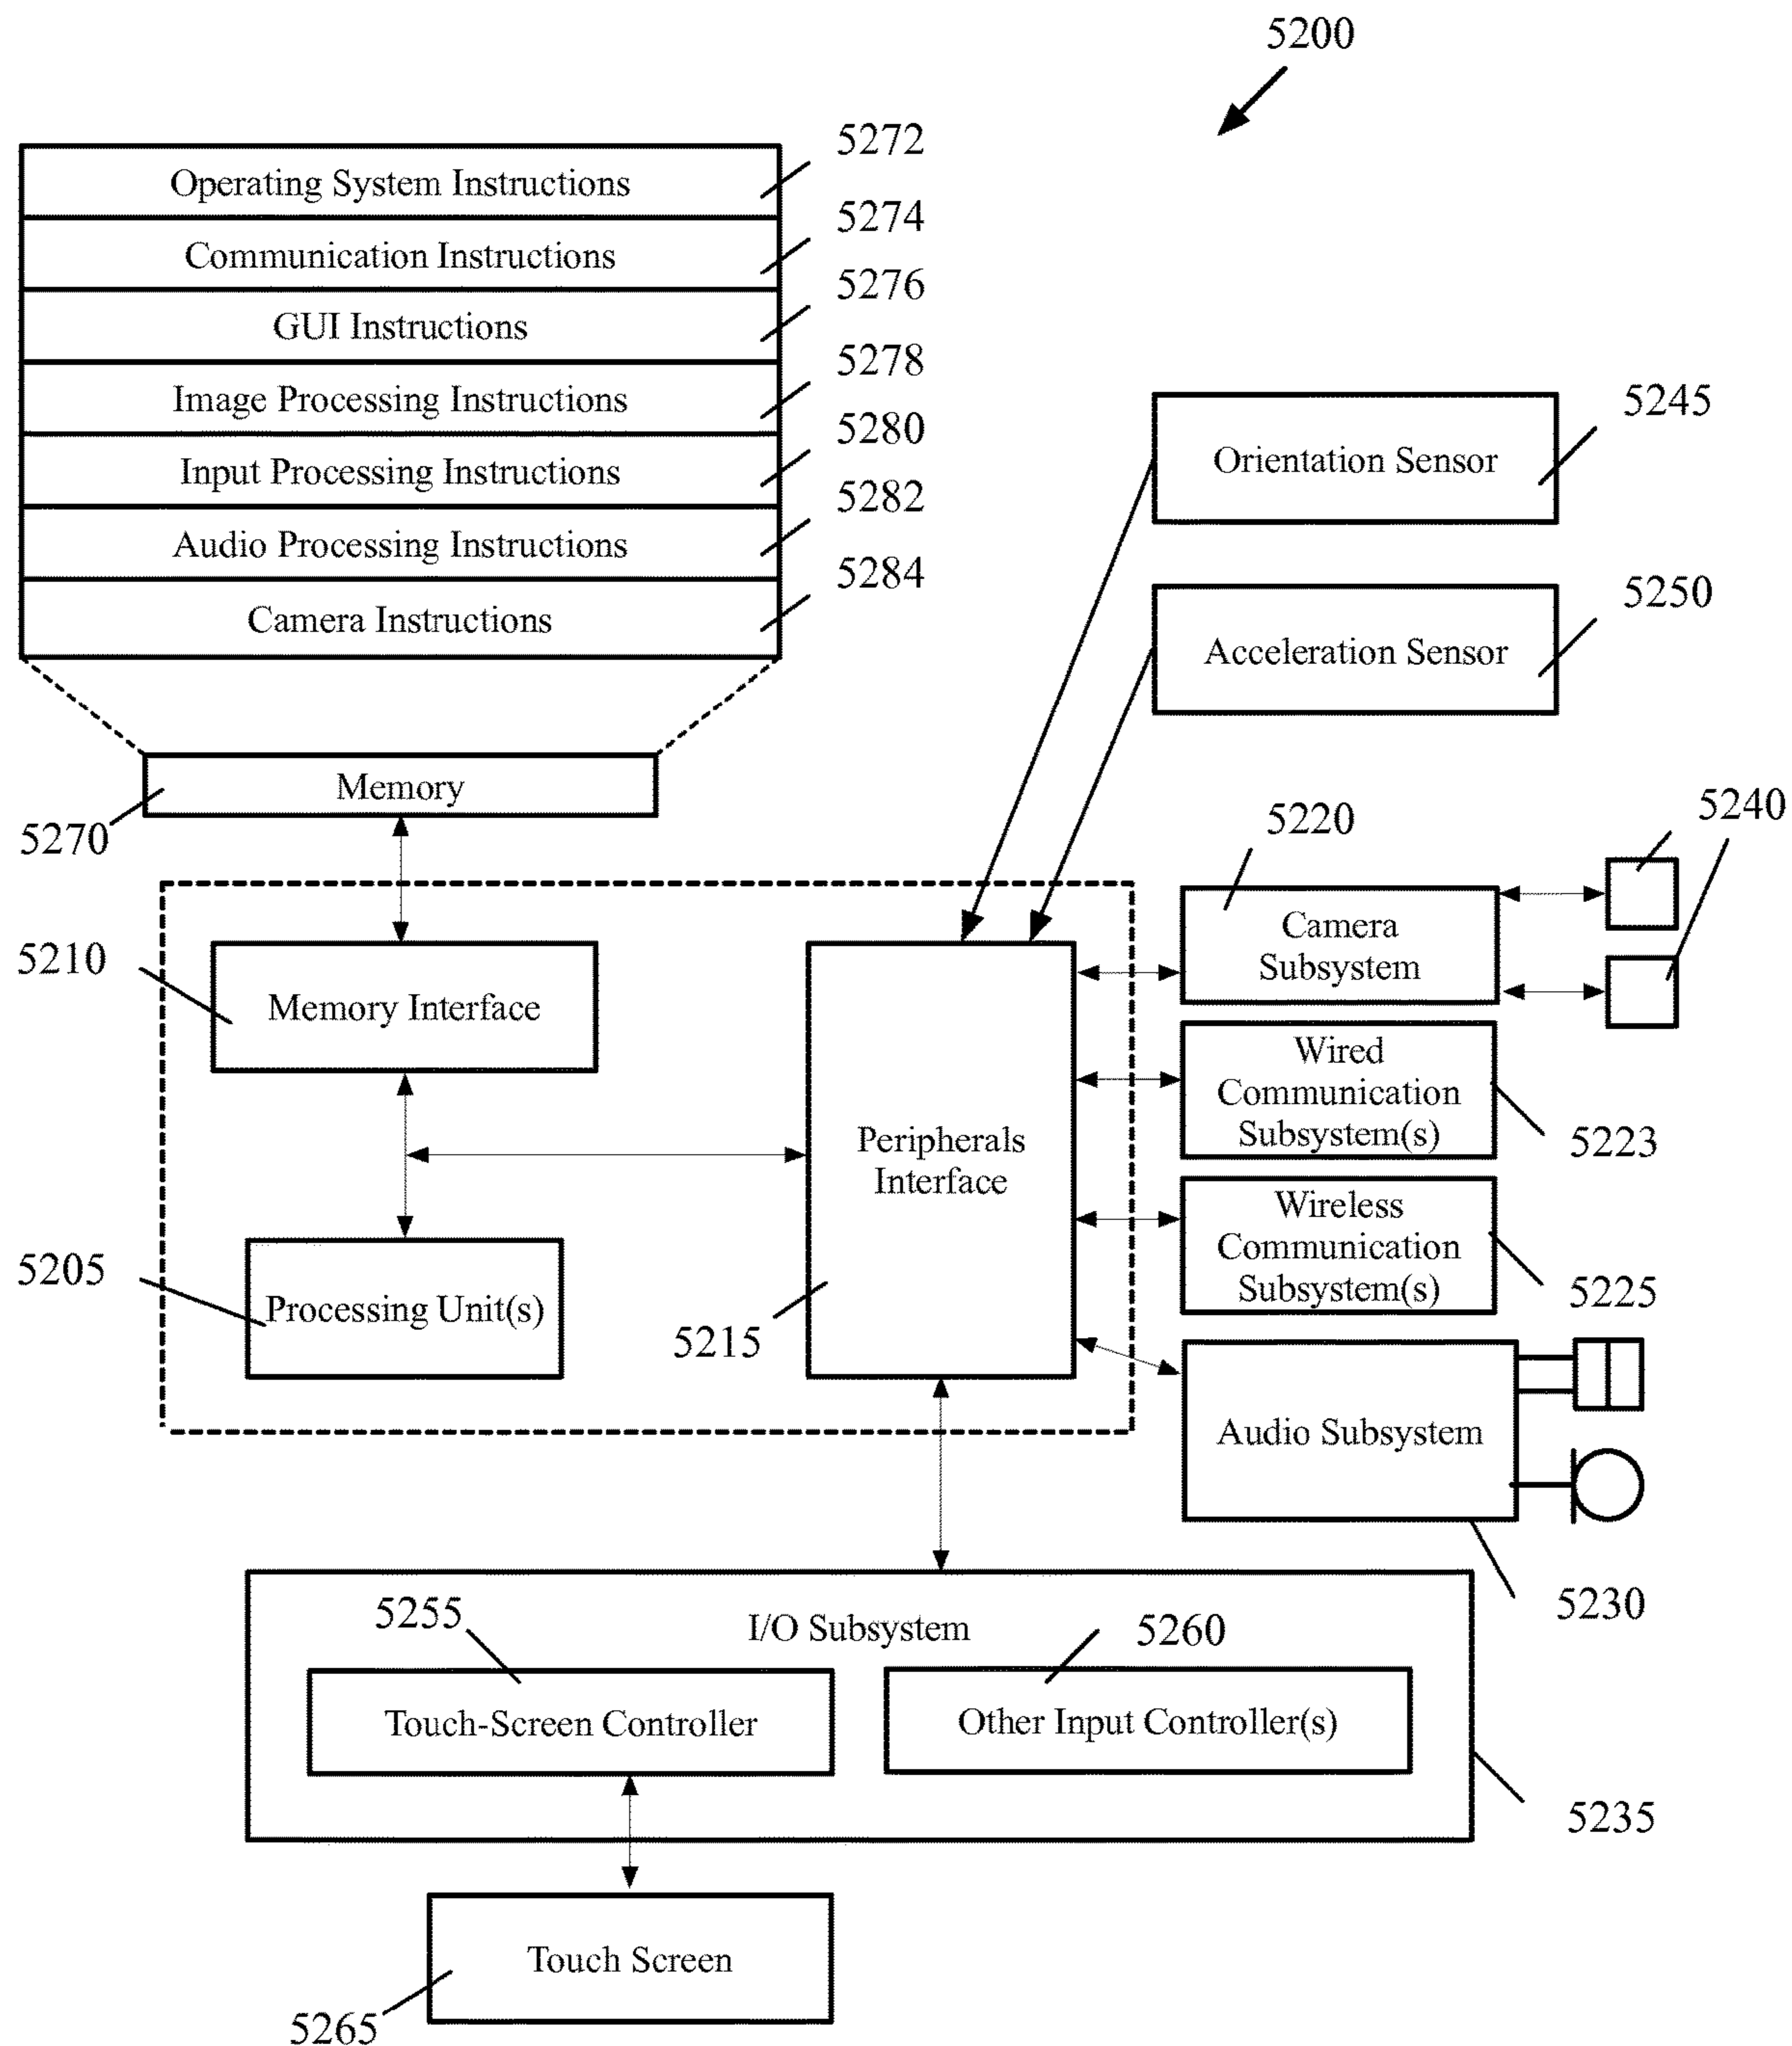 5200
5272
Operating System Instructions
5274
Communication Instructions
5276
GUI Instructions
5278
Image Processing Instructions
5280
Input Processing Instructions
5282
Audio Processing Instructions
5284
Camera Instructions
5245
Orientation Sensor
5250
Acceleration Sensor
Memory
5270
5220
5240
Camera
Subsystem
5210
Memory Interface
Wired
Communication
Subsystem(s)
5223
Peripherals
Interface
Wireless
Communication
Subsystem(s)
5225
5205
Processing Unit(s)
5215
Audio Subsystem
5230
I/O Subsystem
5255
5260
Touch-Screen Controller
Other Input Controller(s)
5235
Touch Screen
5265